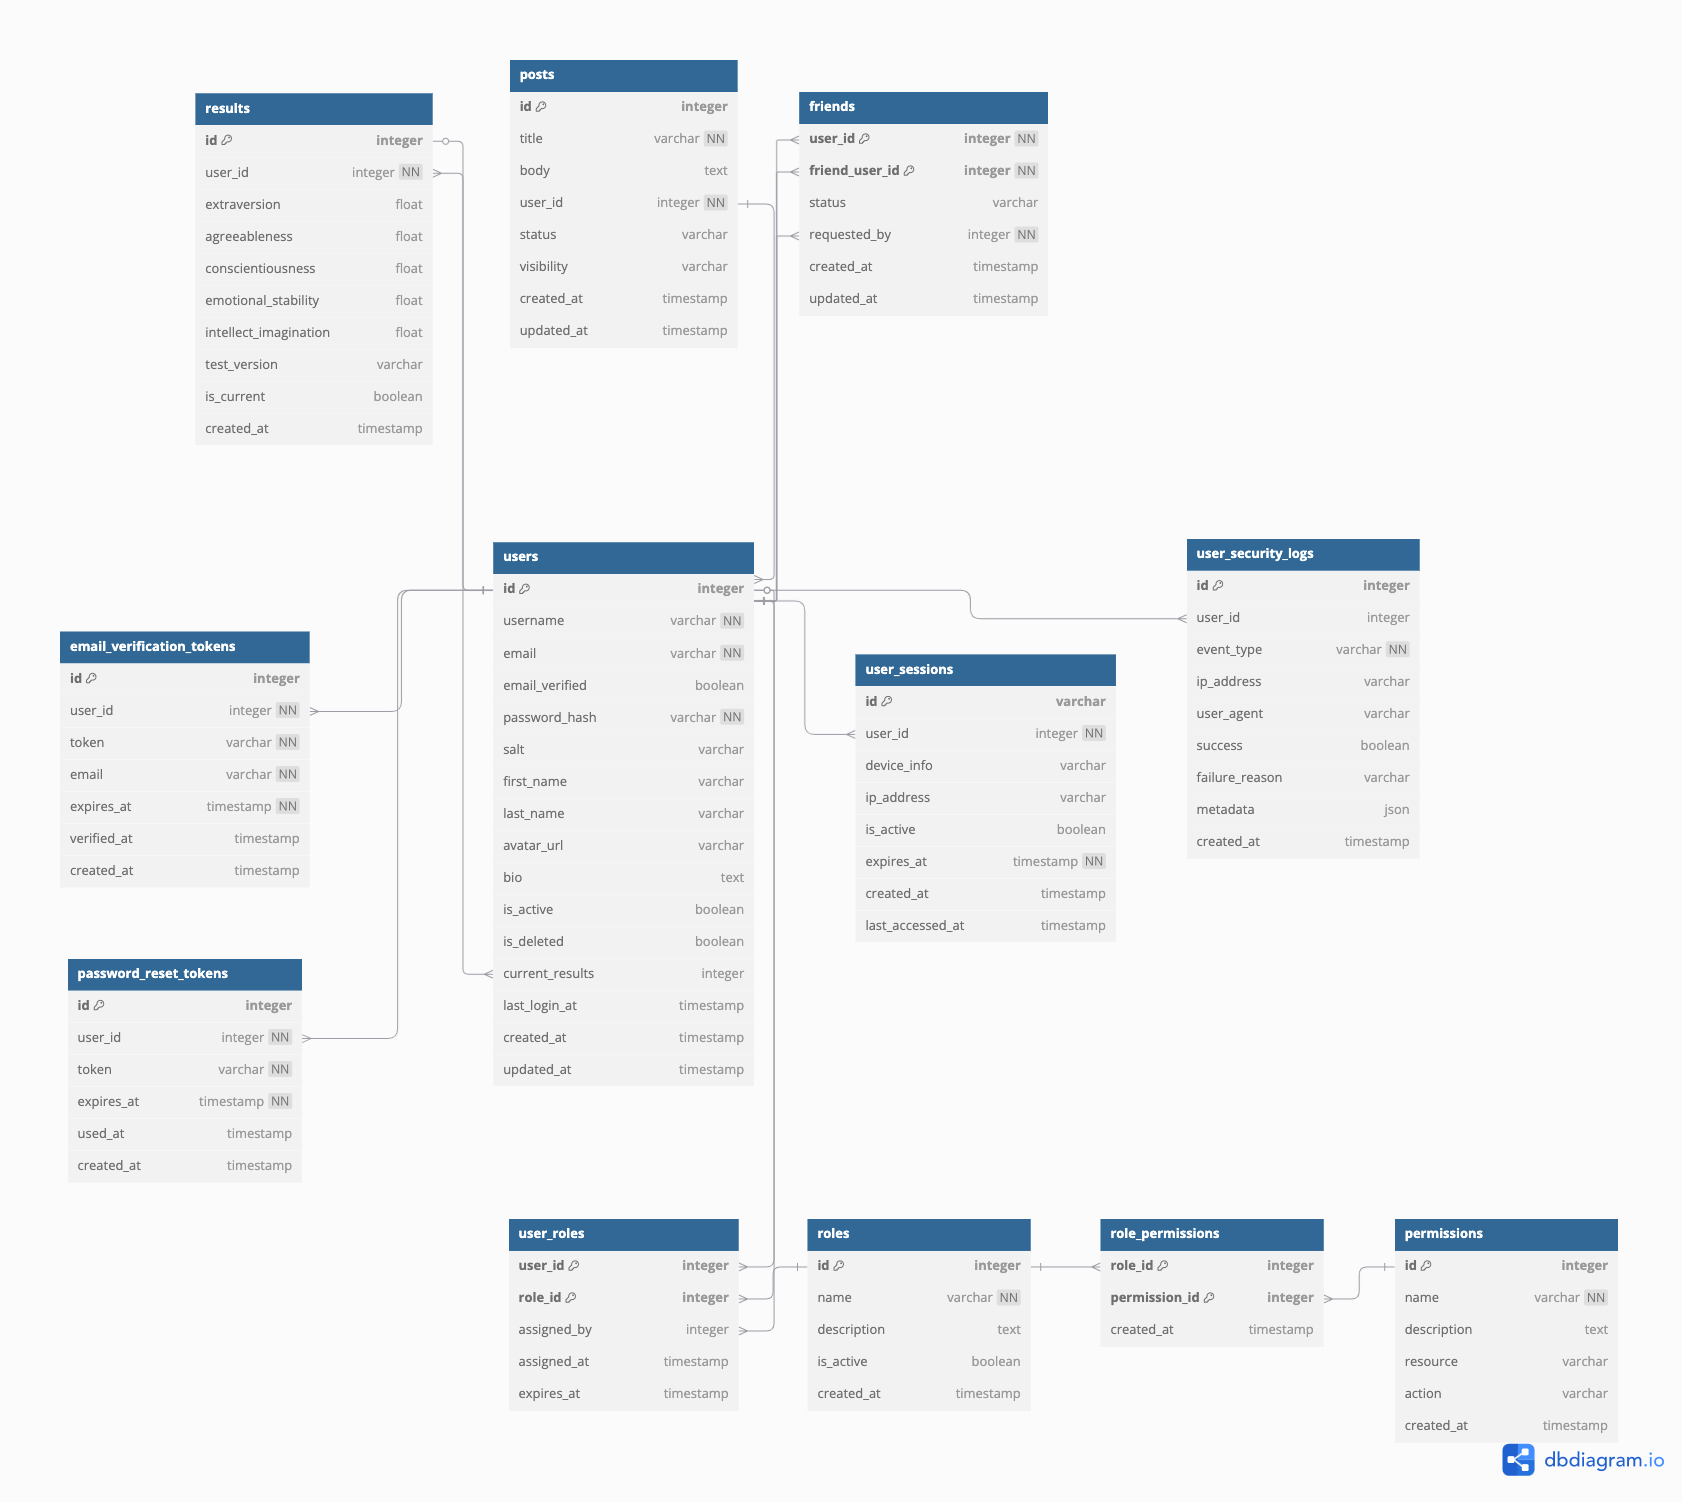 posts
id integer
title varchar NN
body text
user_id integer NN
status varchar
visibility varchar
created_at timestamp
updated_at timestamp
results
id integer
user_id integer NN
extraversion float
agreeableness float
conscientiousness float
emotional_stability float
intellect_imagination float
test_version varchar
is_current boolean
created_at timestamp
friends
user_id integer NN
friend_user_id integer NN
status varchar
requested_by integer NN
created_at timestamp
updated_at timestamp
users
id integer
username varchar NN
email varchar NN
email_verified boolean
password_hash varchar NN
salt varchar
first_name varchar
last_name varchar
avatar_url varchar
bio text
is_active boolean
is_deleted boolean
current_results integer
last_login_at timestamp
created_at timestamp
updated_at timestamp
user_security_logs
id integer
user_id integer
event_type varchar NN
ip_address varchar
user_agent varchar
success boolean
failure_reason varchar
metadata json
created_at timestamp
email_verification_tokens
id integer
user_id integer NN
token varchar NN
email varchar NN
expires_at timestamp NN
verified_at timestamp
created_at timestamp
user_sessions
id varchar
user_id integer NN
device_info varchar
ip_address varchar
is_active boolean
expires_at timestamp NN
created_at timestamp
last_accessed_at timestamp
password_reset_tokens
id integer
user_id integer NN
token varchar NN
expires_at timestamp NN
used_at timestamp
created_at timestamp
user_roles
user_id integer
role_id integer
assigned_by integer
assigned_at timestamp
expires_at timestamp
roles
id integer
name varchar NN
description text
is_active boolean
created_at timestamp
role_permissions
role_id integer
permission_id integer
created_at timestamp
permissions
id integer
name varchar NN
description text
resource varchar
action varchar
created_at timestamp
dbdiagram.io